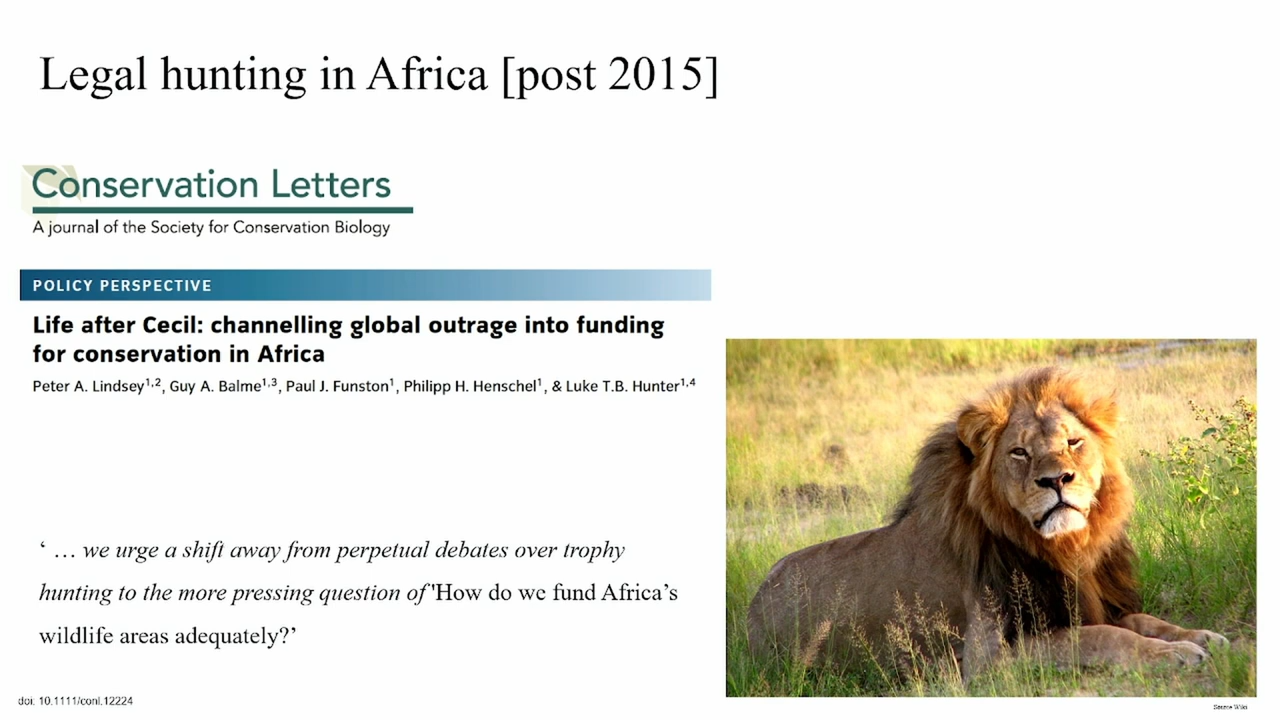 Legal hunting in Africa [post 2015]
Conservation Letters
A journal of the Society for Conservation Biology
POLICY PERSPECTIVE
Life after Cecil: channelling global outrage into funding
for conservation in Africa
Peter A. Lindsey1,2, Guy A. Balme1,3, Paul J. Funston1, Philipp H. Henschel1, & Luke T.B. Hunter1,4
‘ … we urge a shift away from perpetual debates over trophy
hunting to the more pressing question of 'How do we fund Africa’s
wildlife areas adequately?’
doi: 10.1111/conl.12224
Wiki